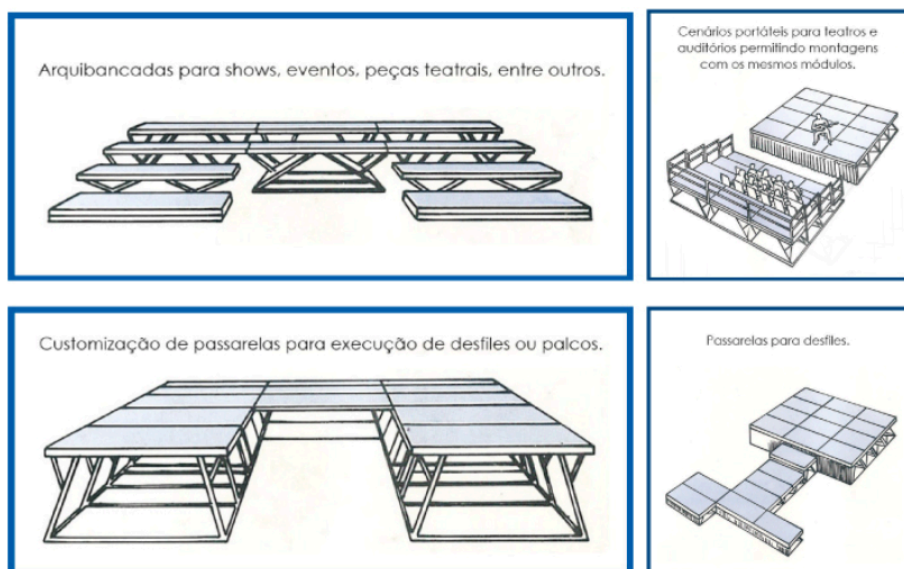 Arquibancadas para shows, eventos, peças teatrais, entre outros.
Cenários portáteis para teatros e
auditórios permitindo montagens
com os mesmos módulos.
Customização de passarelas para execução de desfiles ou palcos.
Passarelas para desfiles.